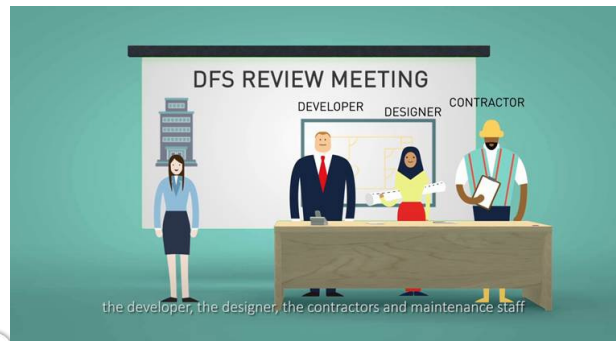 DFS REVIEW MEETING
DEVELOPER
DESIGNER
CONTRACTOR
the developer, the designer, the contractors and maintenance staff